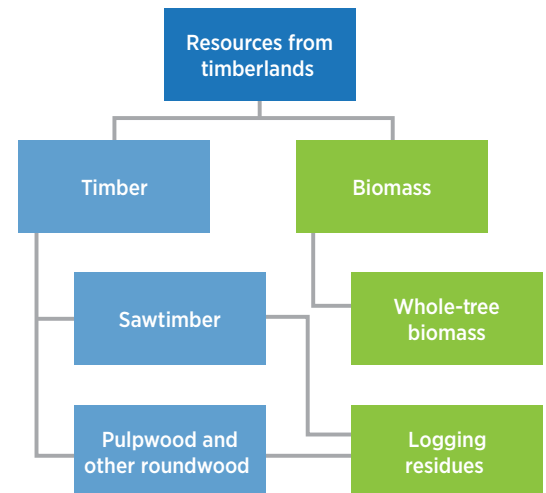 Resources from
timberlands
Timber
Biomass
Sawtimber
Whole-tree
biomass
Pulpwood and
other roundwood
Logging
residues